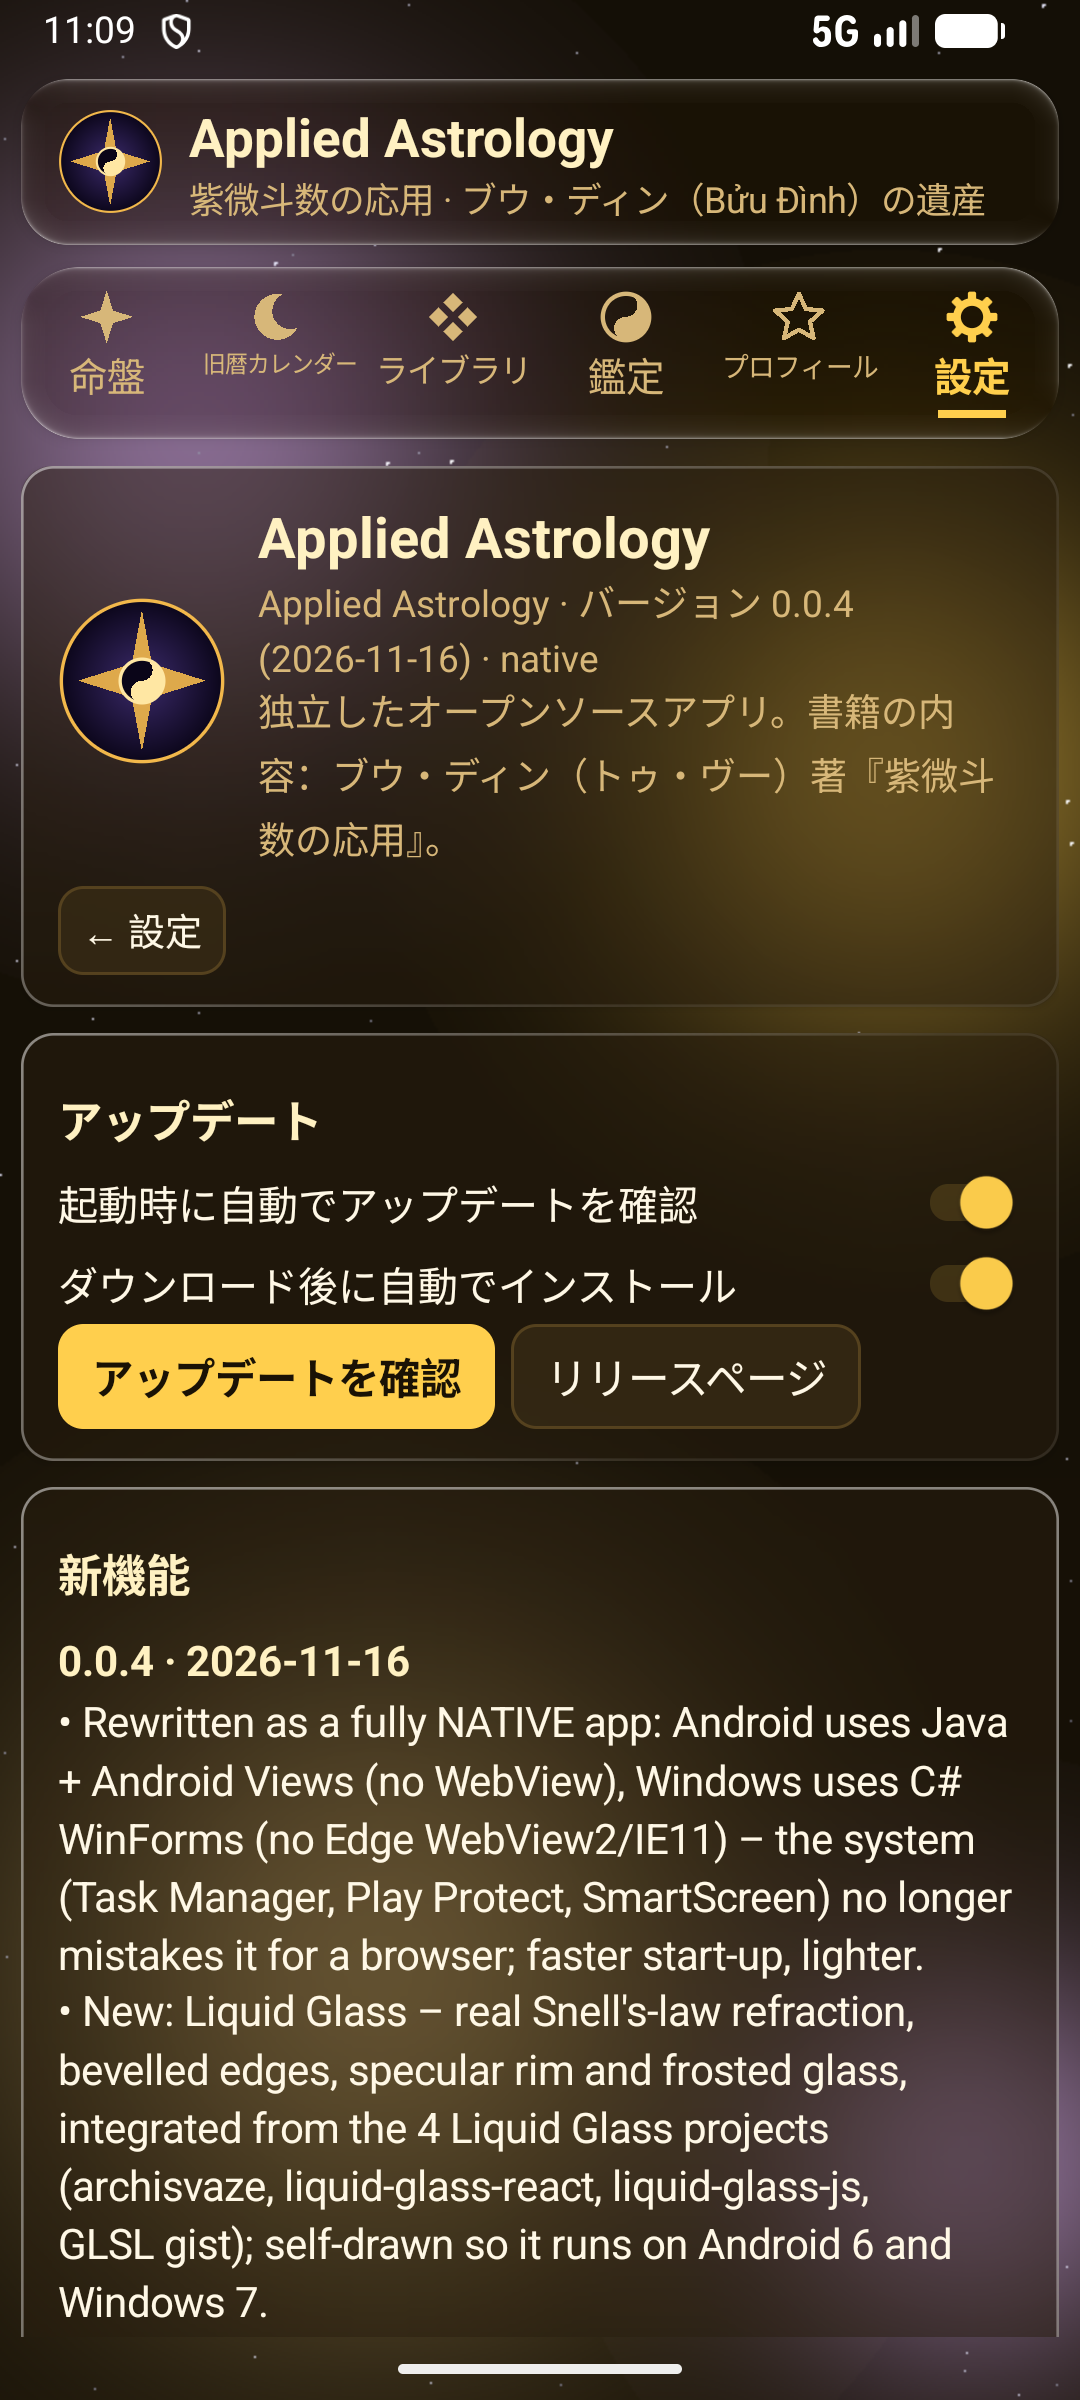 11:09
5G
Applied Astrology
紫微斗数の応用 · ブウ・ディン（Bửu Đình）の遺産
命盤
旧暦カレンダー
ライブラリ
鑑定
プロフィール
設定
Applied Astrology
Applied Astrology · バージョン 0.0.4
(2026-11-16) · native
独立したオープンソースアプリ。書籍の内
容：ブウ・ディン（トゥ・ヴー）著『紫微斗
数の応用』。
← 設定
アップデート
起動時に自動でアップデートを確認
ダウンロード後に自動でインストール
アップデートを確認
リリースページ
新機能
0.0.4 · 2026-11-16
• Rewritten as a fully NATIVE app: Android uses Java
+ Android Views (no WebView), Windows uses C#
WinForms (no Edge WebView2/IE11) – the system
(Task Manager, Play Protect, SmartScreen) no longer
mistakes it for a browser; faster start-up, lighter.
• New: Liquid Glass – real Snell's-law refraction,
bevelled edges, specular rim and frosted glass,
integrated from the 4 Liquid Glass projects
(archisvaze, liquid-glass-react, liquid-glass-js,
GLSL gist); self-drawn so it runs on Android 6 and
Windows 7.